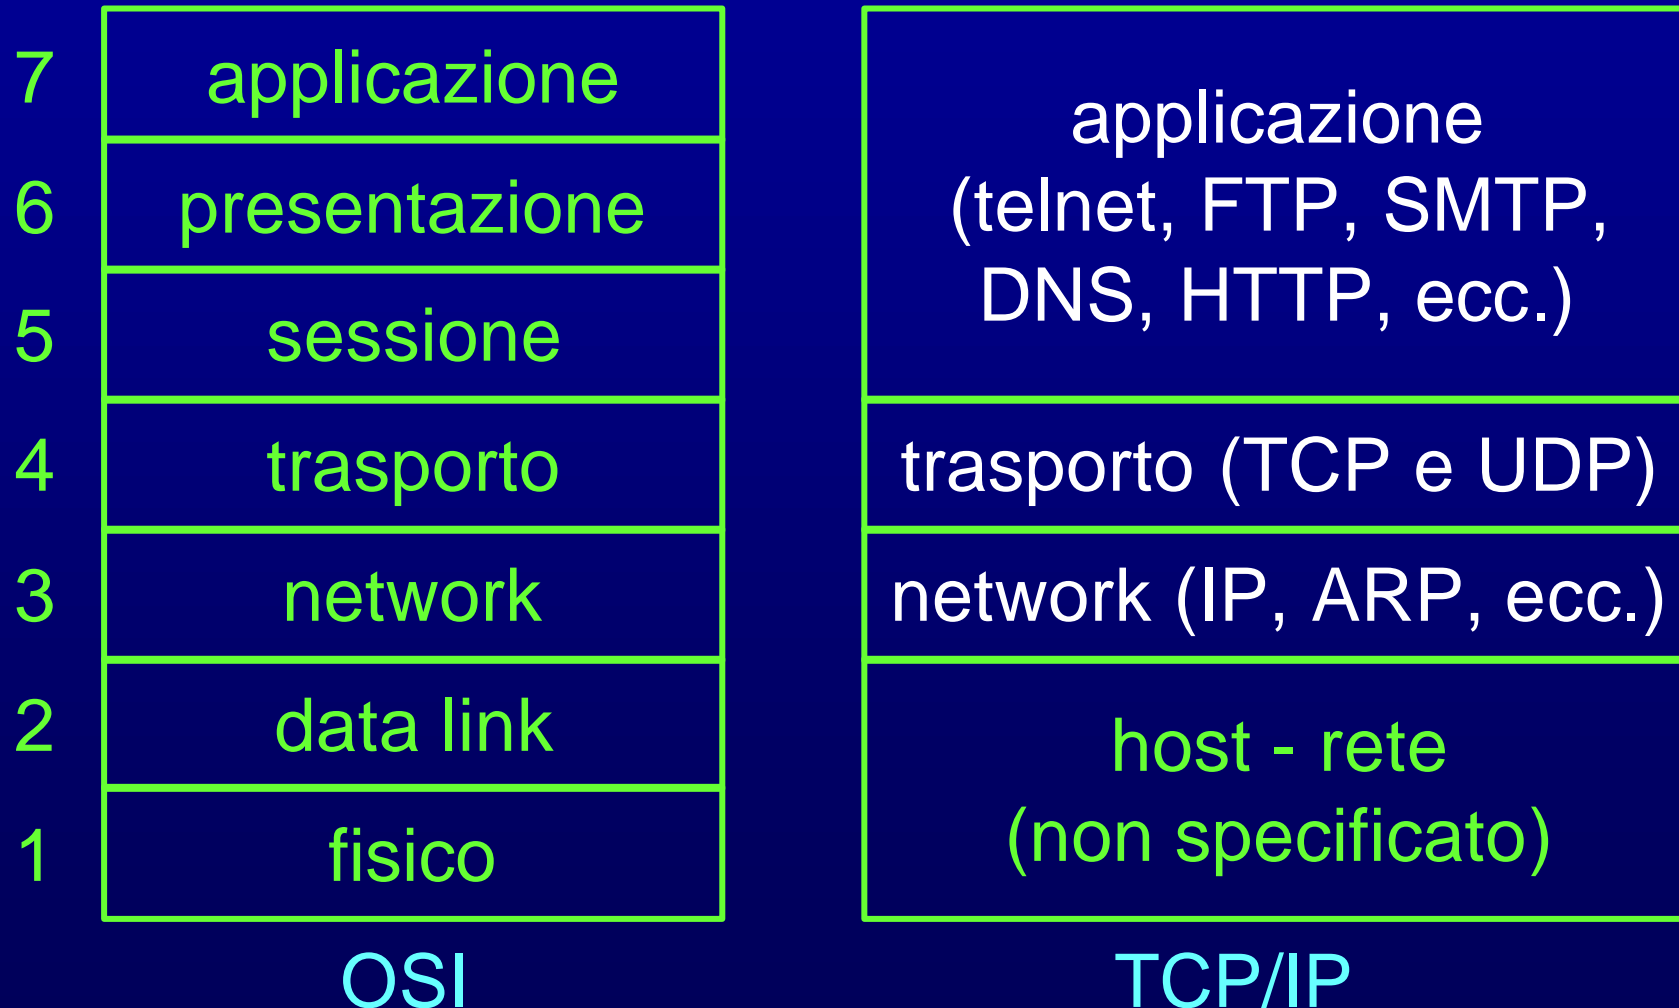 7
applicazione
6
presentazione
5
sessione
4
trasporto
3
network
2
data link
1
fisico
OSI
applicazione
(telnet, FTP, SMTP,
DNS, HTTP, ecc.)
trasporto (TCP e UDP)
network (IP, ARP, ecc.)
host - rete
(non specificato)
TCP/IP